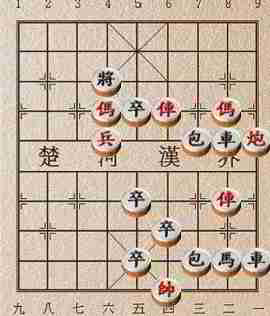 1 2 3 4 5 6 7 8 9
將
傌 卒 俥 傌
兵 包 車 炮
楚 河 漢 界
卒 俥
卒
卒 包 馬 車
帥
九 八 七 六 五 四 三 二 一